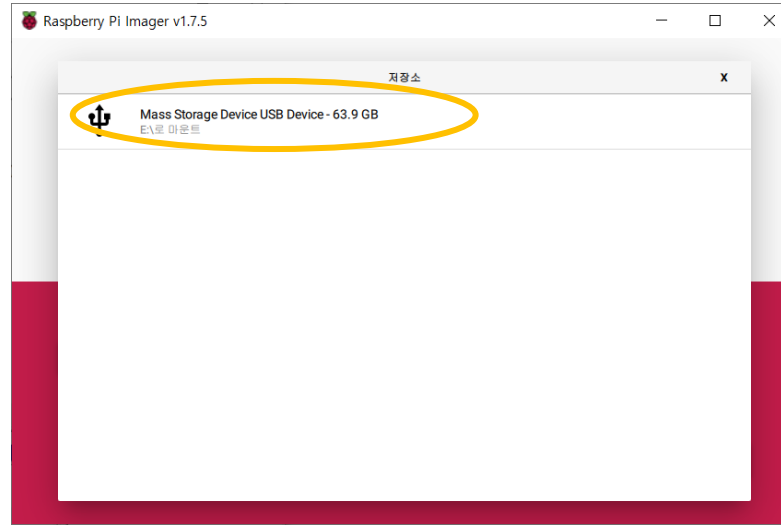 Raspberry Pi Imager v1.7.5
저장소
X
Mass Storage Device USB Device - 63.9 GB
E:\로 마운트